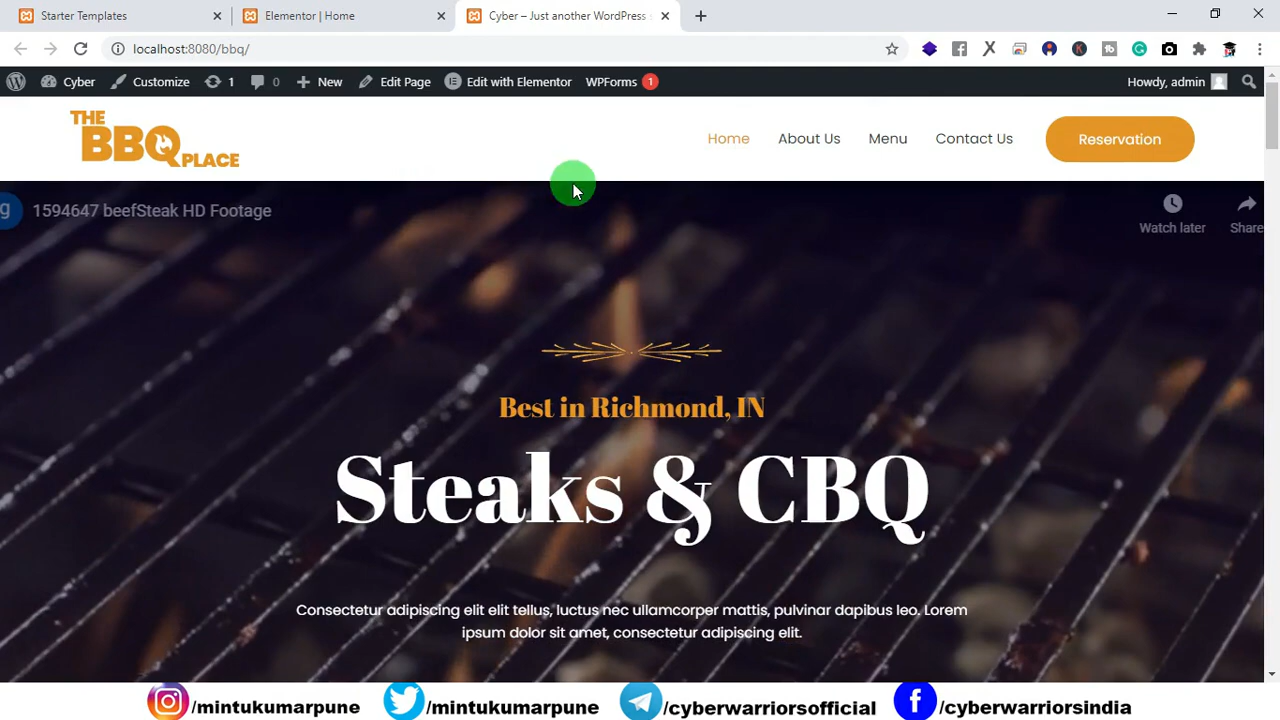 Starter Templates
Elementor | Home
Cyber – Just another WordPress
localhost:8080/bbq/
Cyber
Customize
1
0
New
Edit Page
Edit with Elementor
WPForms 1
Howdy, admin
THE
BBQ PLACE
Home
About Us
Menu
Contact Us
Reservation
g
1594647 beefSteak HD Footage
Watch later
Share
Best in Richmond, IN
Steaks & CBQ
Consectetur adipiscing elit elit tellus, luctus nec ullamcorper mattis, pulvinar dapibus leo. Lorem
ipsum dolor sit amet, consectetur adipiscing elit.
/mintukumarpune
/mintukumarpune
/cyberwarriorsofficial
/cyberwarriorsindia